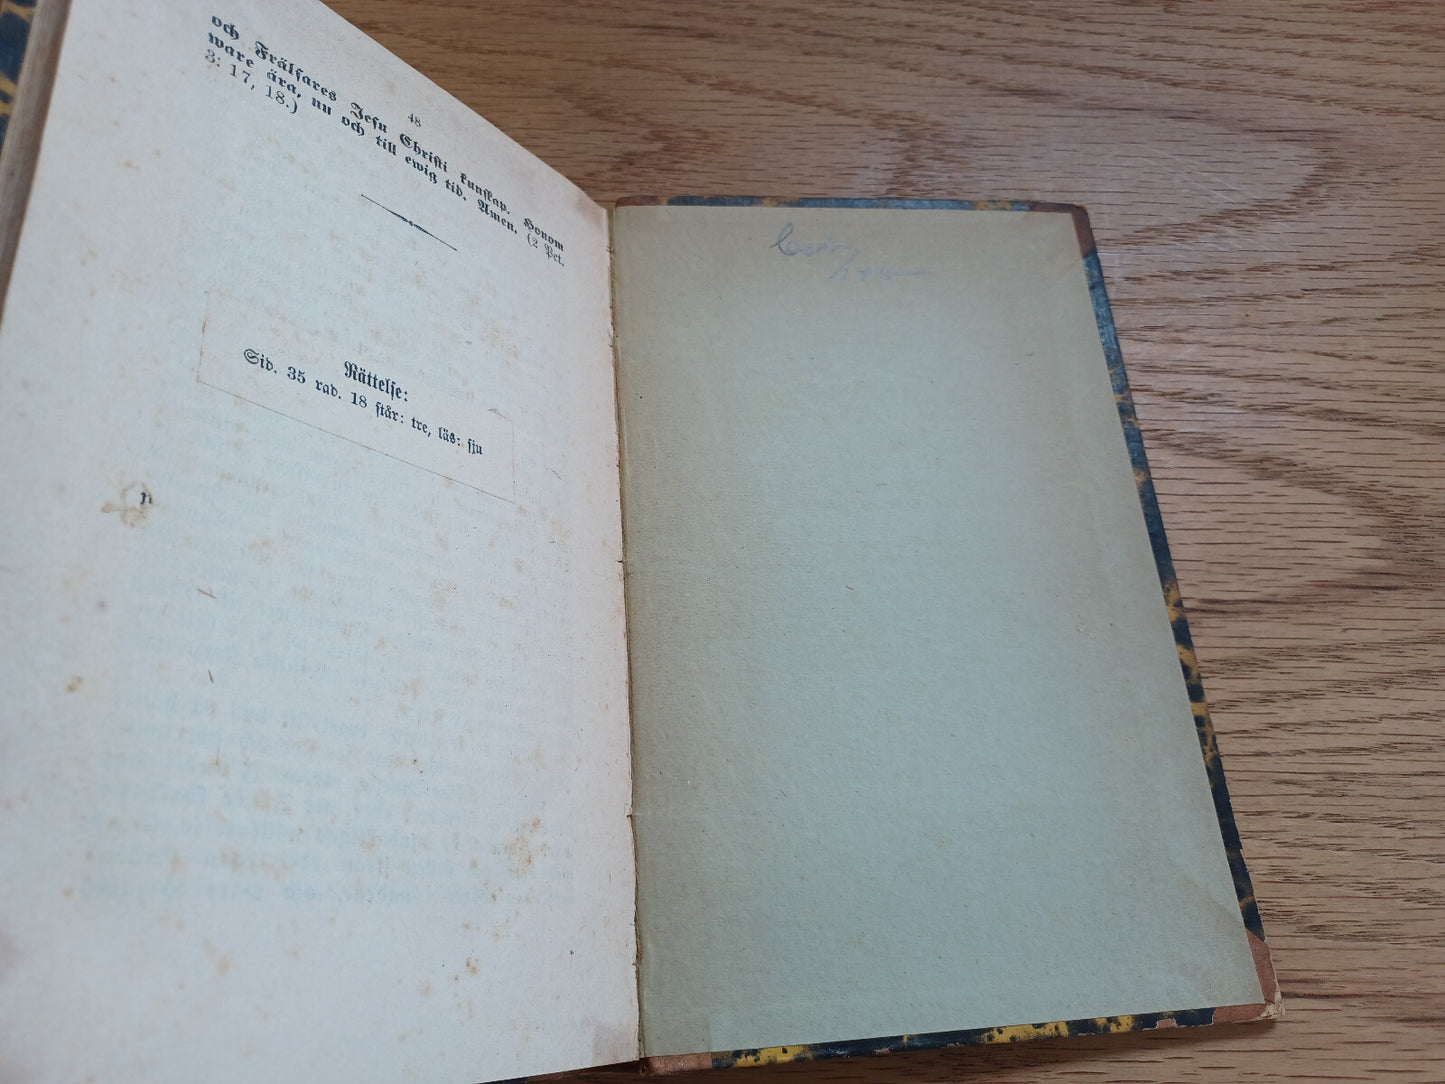 48
och Frälsares Jesu Christi kunskap. Honom
ware ära, nu och till ewig tid. Amen. (2 Pet.
3: 17, 18.)
Rättelse:
Sid. 35 rad. 18 står: tre, läs: sju